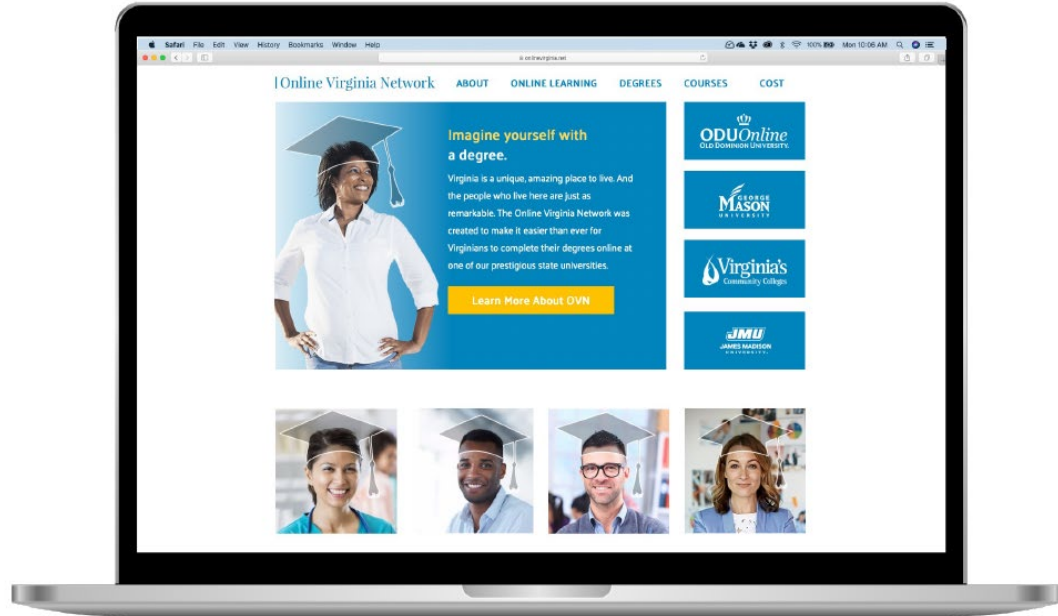 Safari File Edit View History Bookmarks Window Help
100% Mon 10:06 AM
onlinevirginia.net
Online Virginia Network ABOUT ONLINE LEARNING DEGREES COURSES COST
Imagine yourself with
a degree.
Virginia is a unique, amazing place to live. And
the people who live here are just as
remarkable. The Online Virginia Network was
created to make it easier than ever for
Virginians to complete their degrees online at
one of our prestigious state universities.
Learn More About OVN
ODUOnline
OLD DOMINION UNIVERSITY.
GEORGE
MASON
UNIVERSITY
Virginia's
Community Colleges
JMU
JAMES MADISON
UNIVERSITY.